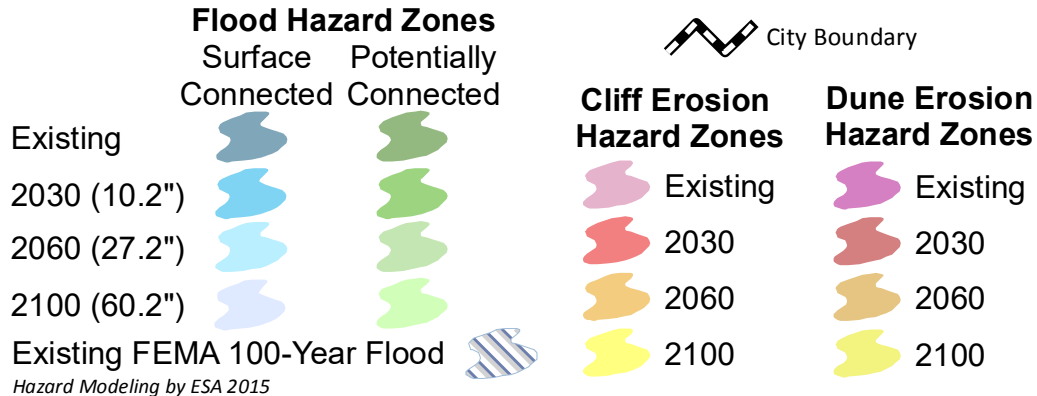 Flood Hazard Zones
Surface Connected
Potentially Connected
Existing
2030 (10.2")
2060 (27.2")
2100 (60.2")
Existing FEMA 100-Year Flood
Hazard Modeling by ESA 2015
City Boundary
Cliff Erosion
Hazard Zones
Existing
2030
2060
2100
Dune Erosion
Hazard Zones
Existing
2030
2060
2100